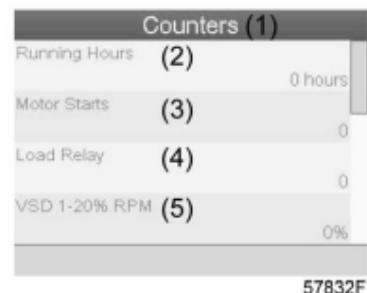 Counters (1)
Running Hours (2)
0 hours
Motor Starts (3)
0
Load Relay (4)
0
VSD 1-20% RPM (5)
0%
57832F